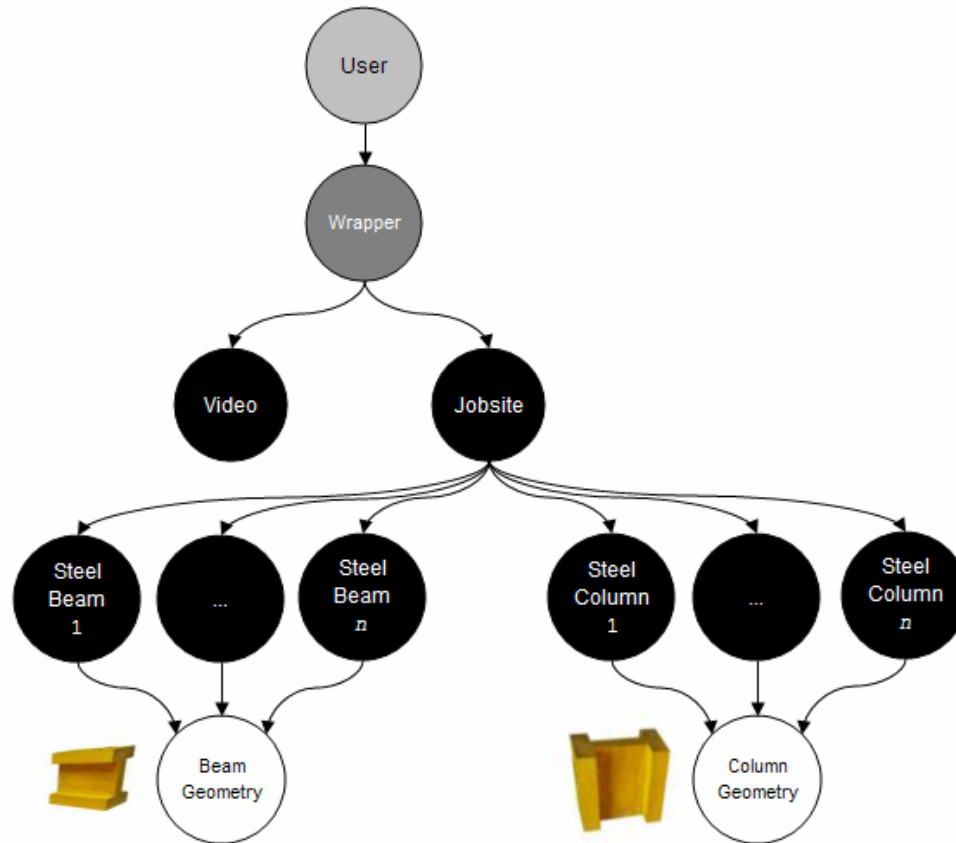 User
Wrapper
Video
Jobsite
Steel
Beam
1
...
Steel
Beam
n
Steel
Column
1
...
Steel
Column
n
Beam
Geometry
Column
Geometry